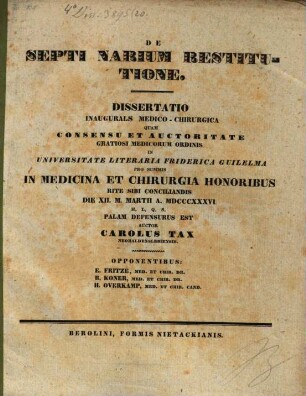 DE
SEPTI NARIUM RESTITU-
TIONE.
DISSERTATIO
INAUGURALS MEDICO-CHIRURGICA
QUAM
CONSENSU ET AUCTORITATE
GRATIOSI MEDICORUM ORDINIS
IN
UNIVERSITATE LITERARIA FRIDERICA GUILELMA
PRO SUMMIS
IN MEDICINA ET CHIRURGIA HONORIBUS
RITE SIBI CONCILIANDIS
DIE XII. M. MARTII A. MDCCCXXXVI
H. L. Q. S.
PALAM DEFENSURUS EST
AUCTOR
CAROLUS TAX
OPPONENTIBUS:
E. FRITZE, MED. ET CHIR. DR.
R. KONER, MED. ET CHIR. DR.
H. OVERKAMP, MED. ET CHIR. CAND.
BEROLINI, FORMIS NIETACKIANIS.